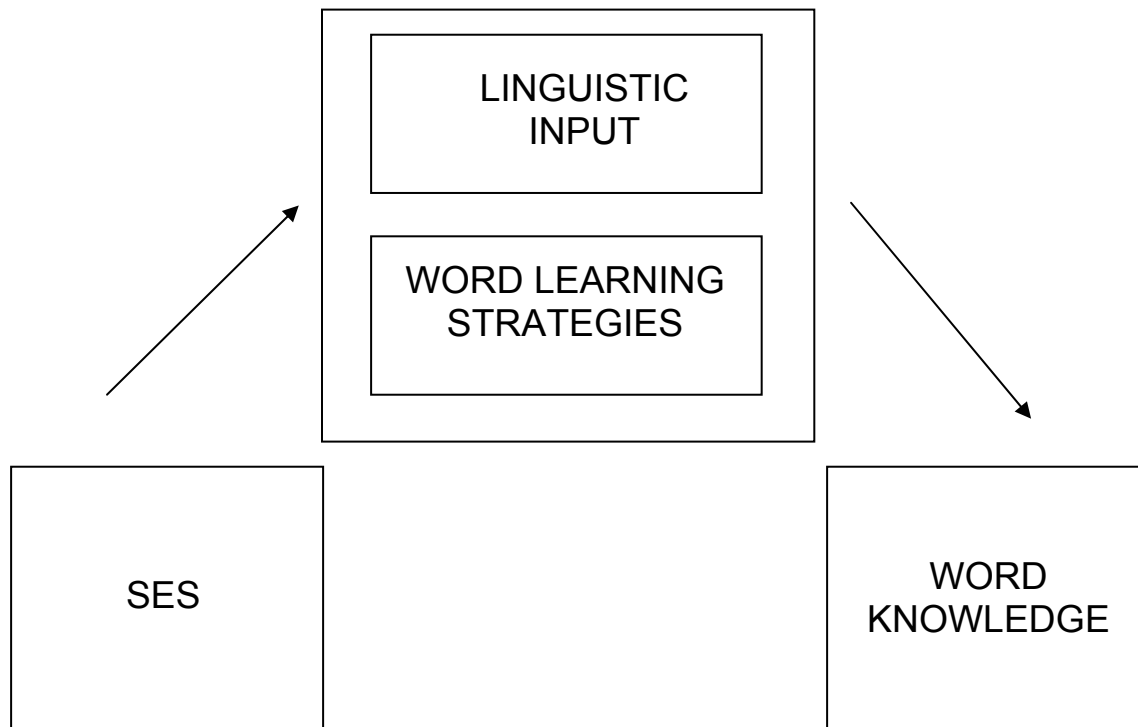 LINGUISTIC
INPUT
WORD LEARNING
STRATEGIES
SES
WORD
KNOWLEDGE